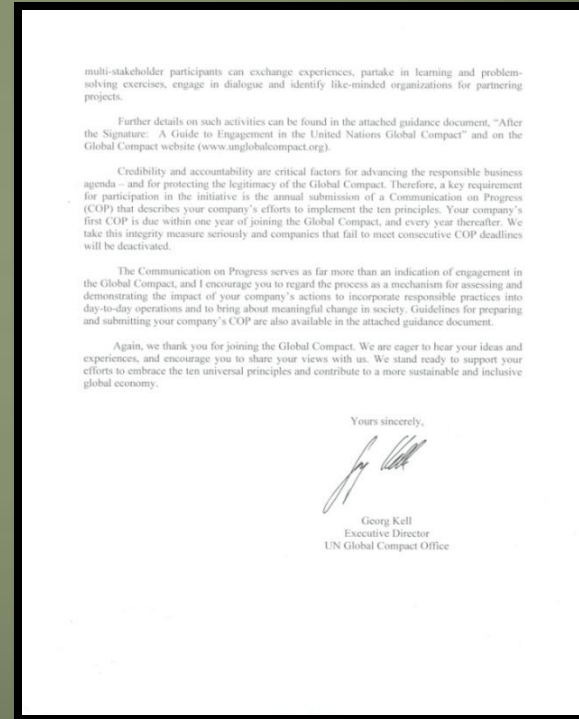 multi-stakeholder participants can exchange experiences, partake in learning and problem-
solving exercises, engage in dialogue and identify like-minded organizations for partnering
projects.
Further details on such activities can be found in the attached guidance document, “After
the Signature: A Guide to Engagement in the United Nations Global Compact” and on the
Global Compact website (www.unglobalcompact.org).
Credibility and accountability are critical factors for advancing the responsible business
agenda – and for protecting the legitimacy of the Global Compact. Therefore, a key requirement
for participation in the initiative is the annual submission of a Communication on Progress
(COP) that describes your company’s efforts to implement the ten principles. Your company’s
first COP is due within one year of joining the Global Compact, and every year thereafter. We
take this integrity measure seriously and companies that fail to meet consecutive COP deadlines
will be deactivated.
The Communication on Progress serves as far more than an indication of engagement in
the Global Compact, and I encourage you to regard the process as a mechanism for assessing and
demonstrating the impact of your company’s actions to incorporate responsible practices into
day-to-day operations and to bring about meaningful change in society. Guidelines for preparing
and submitting your company’s COP are also available in the attached guidance document.
Again, we thank you for joining the Global Compact. We are eager to hear your ideas and
experiences, and encourage you to share your views with us. We stand ready to support your
efforts to embrace the ten universal principles and contribute to a more sustainable and inclusive
global economy.
Yours sincerely,
Georg Kell
Executive Director
UN Global Compact Office